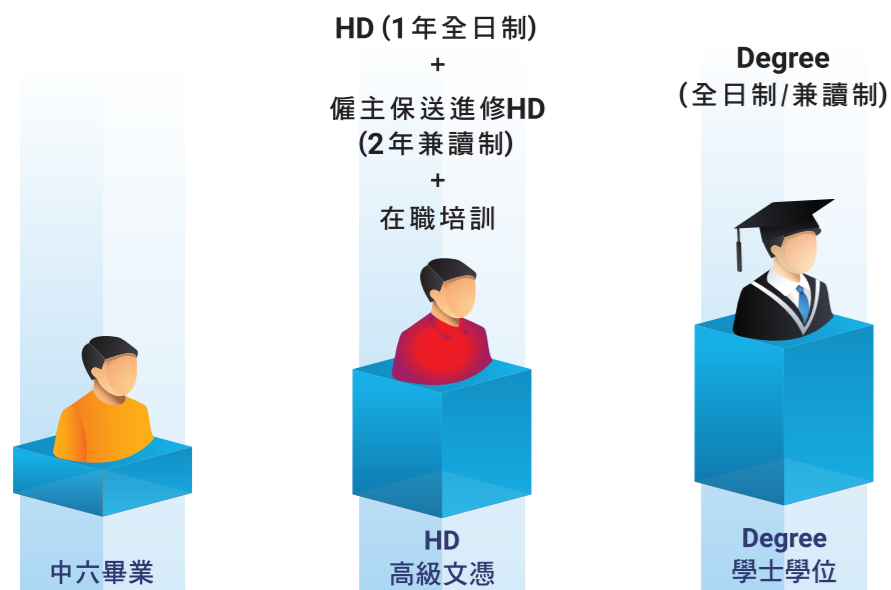 HD (1年全日制)
+
僱主保送進修HD
(2年兼讀制)
+
在職培訓
Degree
(全日制/兼讀制)
中六畢業
HD
高級文憑
Degree
學士學位